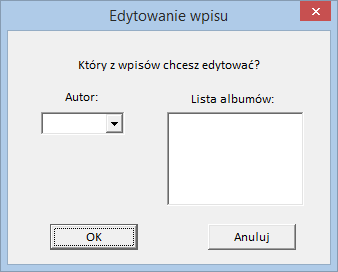 Edytowanie wpisu
Który z wpisów chcesz edytować?
Autor:
Lista albumów:
OK
Anuluj